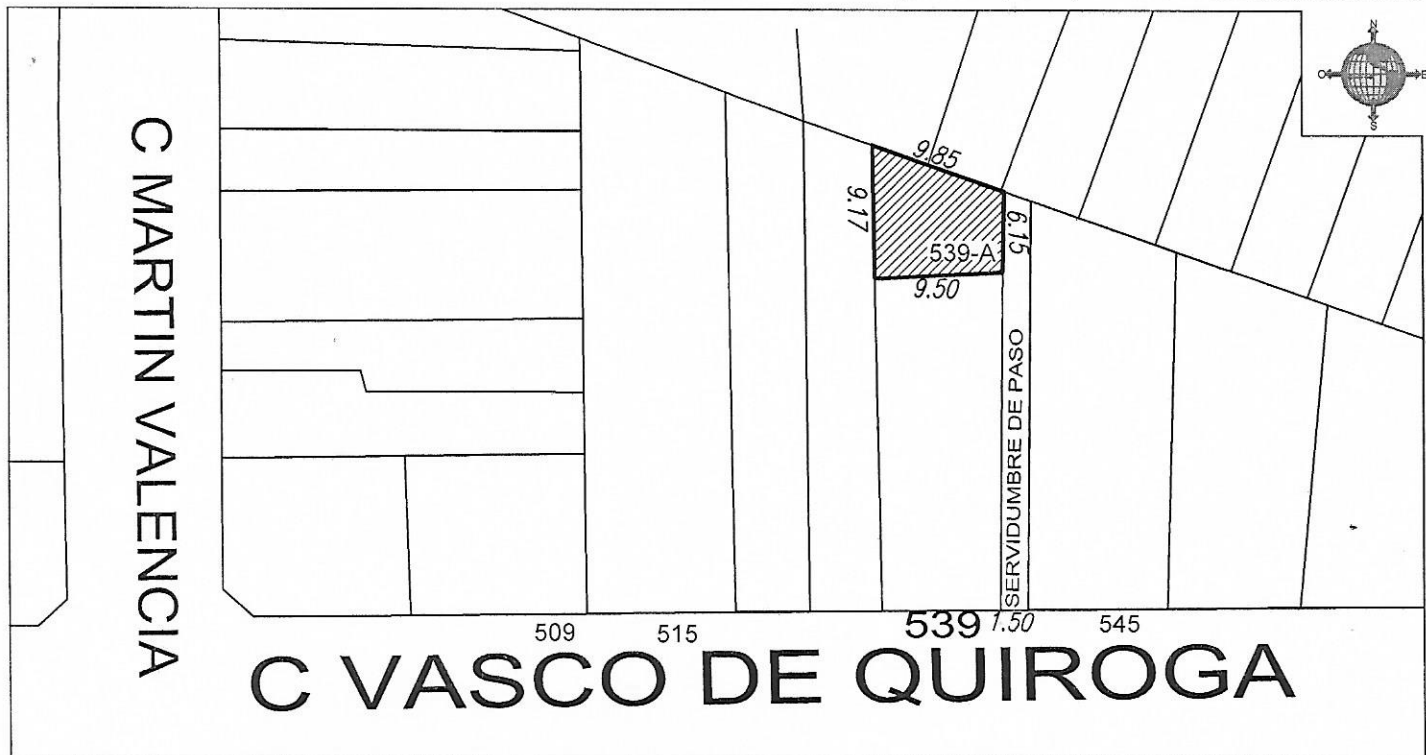 N
O E
S
C MARTIN VALENCIA
9.85
9.17
6.15
539-A
9.50
SERVIDUMBRE DE PASO
509
515
539
1.50
545
C VASCO DE QUIROGA